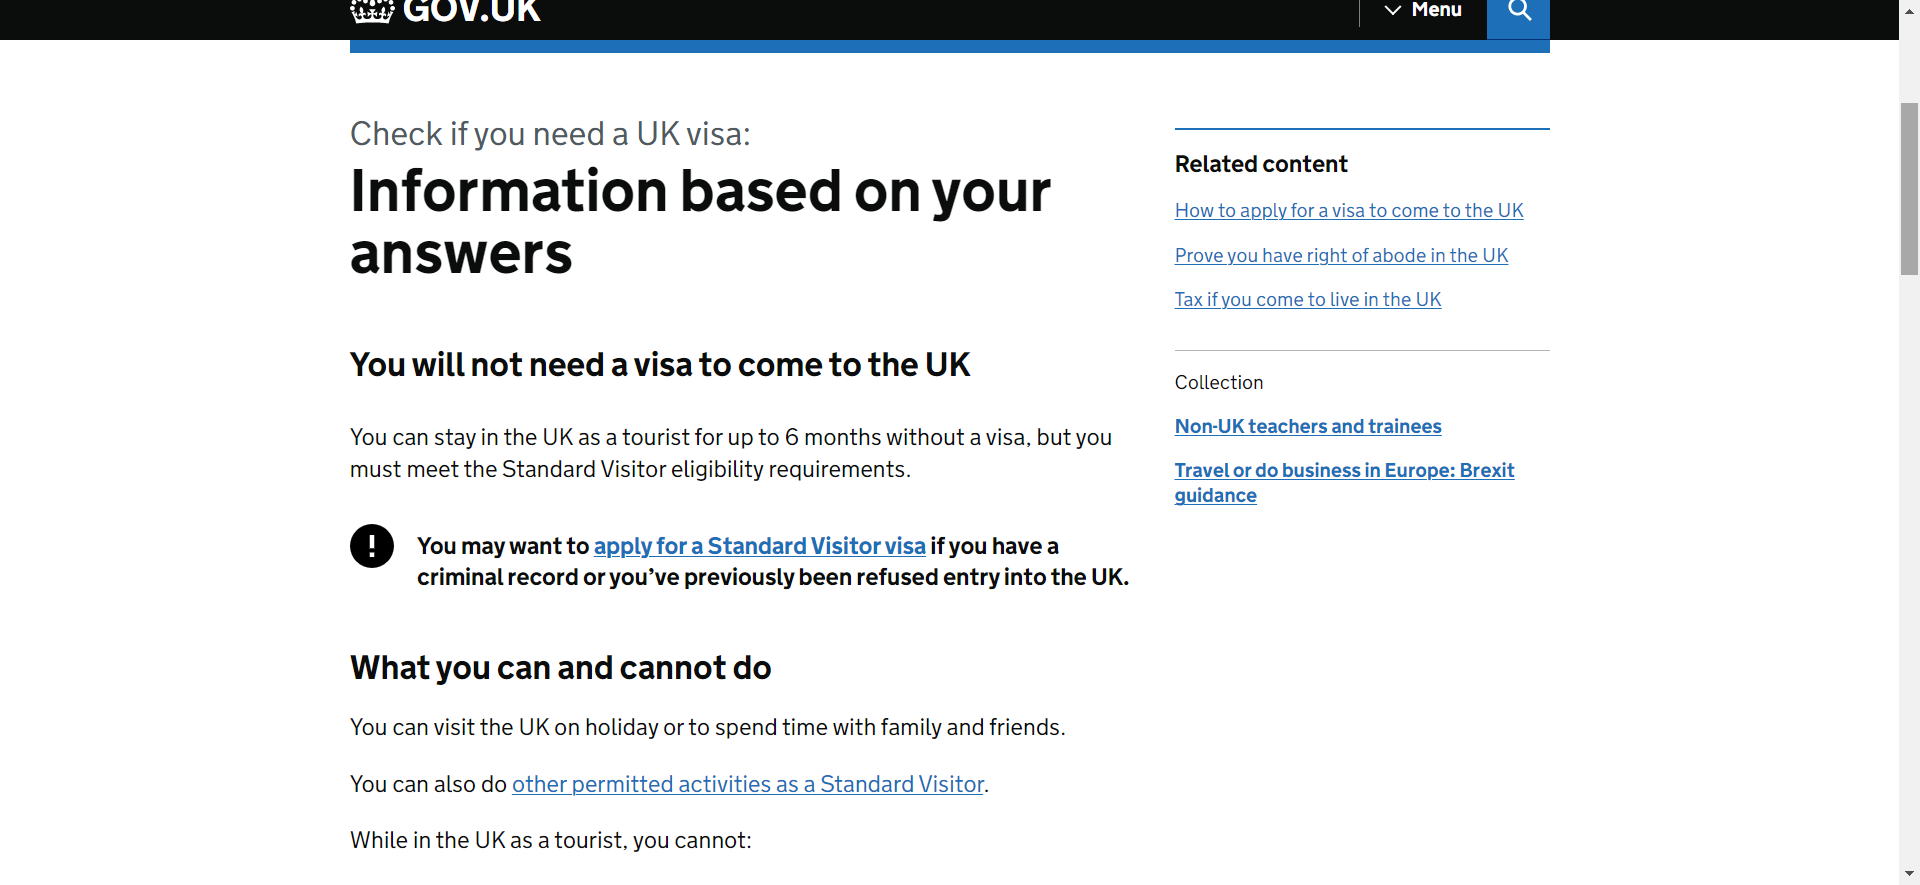 GOV.UK
Menu
Check if you need a UK visa:
Information based on your
answers
You will not need a visa to come to the UK
You can stay in the UK as a tourist for up to 6 months without a visa, but you
must meet the Standard Visitor eligibility requirements.
! You may want to apply for a Standard Visitor visa if you have a
criminal record or you’ve previously been refused entry into the UK.
What you can and cannot do
You can visit the UK on holiday or to spend time with family and friends.
You can also do other permitted activities as a Standard Visitor.
While in the UK as a tourist, you cannot:
Related content
How to apply for a visa to come to the UK
Prove you have right of abode in the UK
Tax if you come to live in the UK
Collection
Non-UK teachers and trainees
Travel or do business in Europe: Brexit
guidance